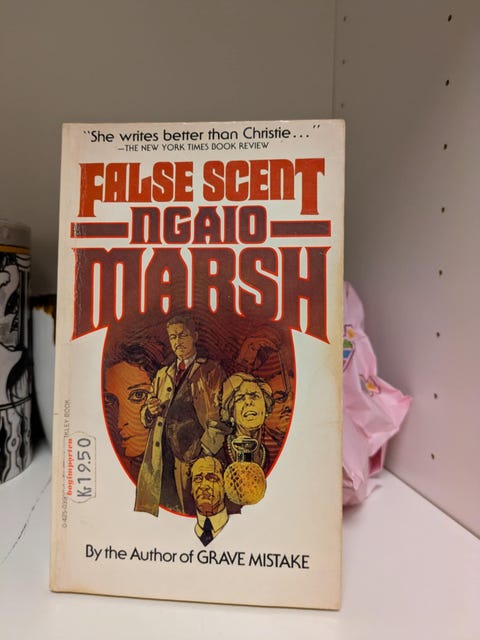 "She writes better than Christie..."
—THE NEW YORK TIMES BOOK REVIEW
FALSE SCENT
NGAIO
MARSH
bogimporten
Kr 19.50
By the Author of GRAVE MISTAKE